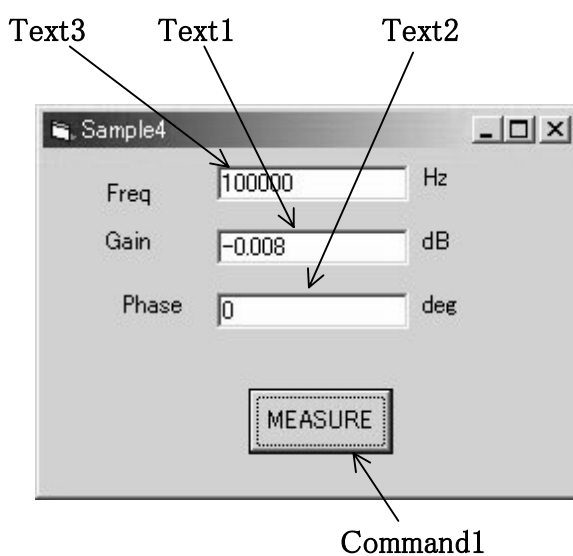 Text3 Text1 Text2
Sample4
Freq 100000 Hz
Gain -0.008 dB
Phase 0 deg
MEASURE
Command1